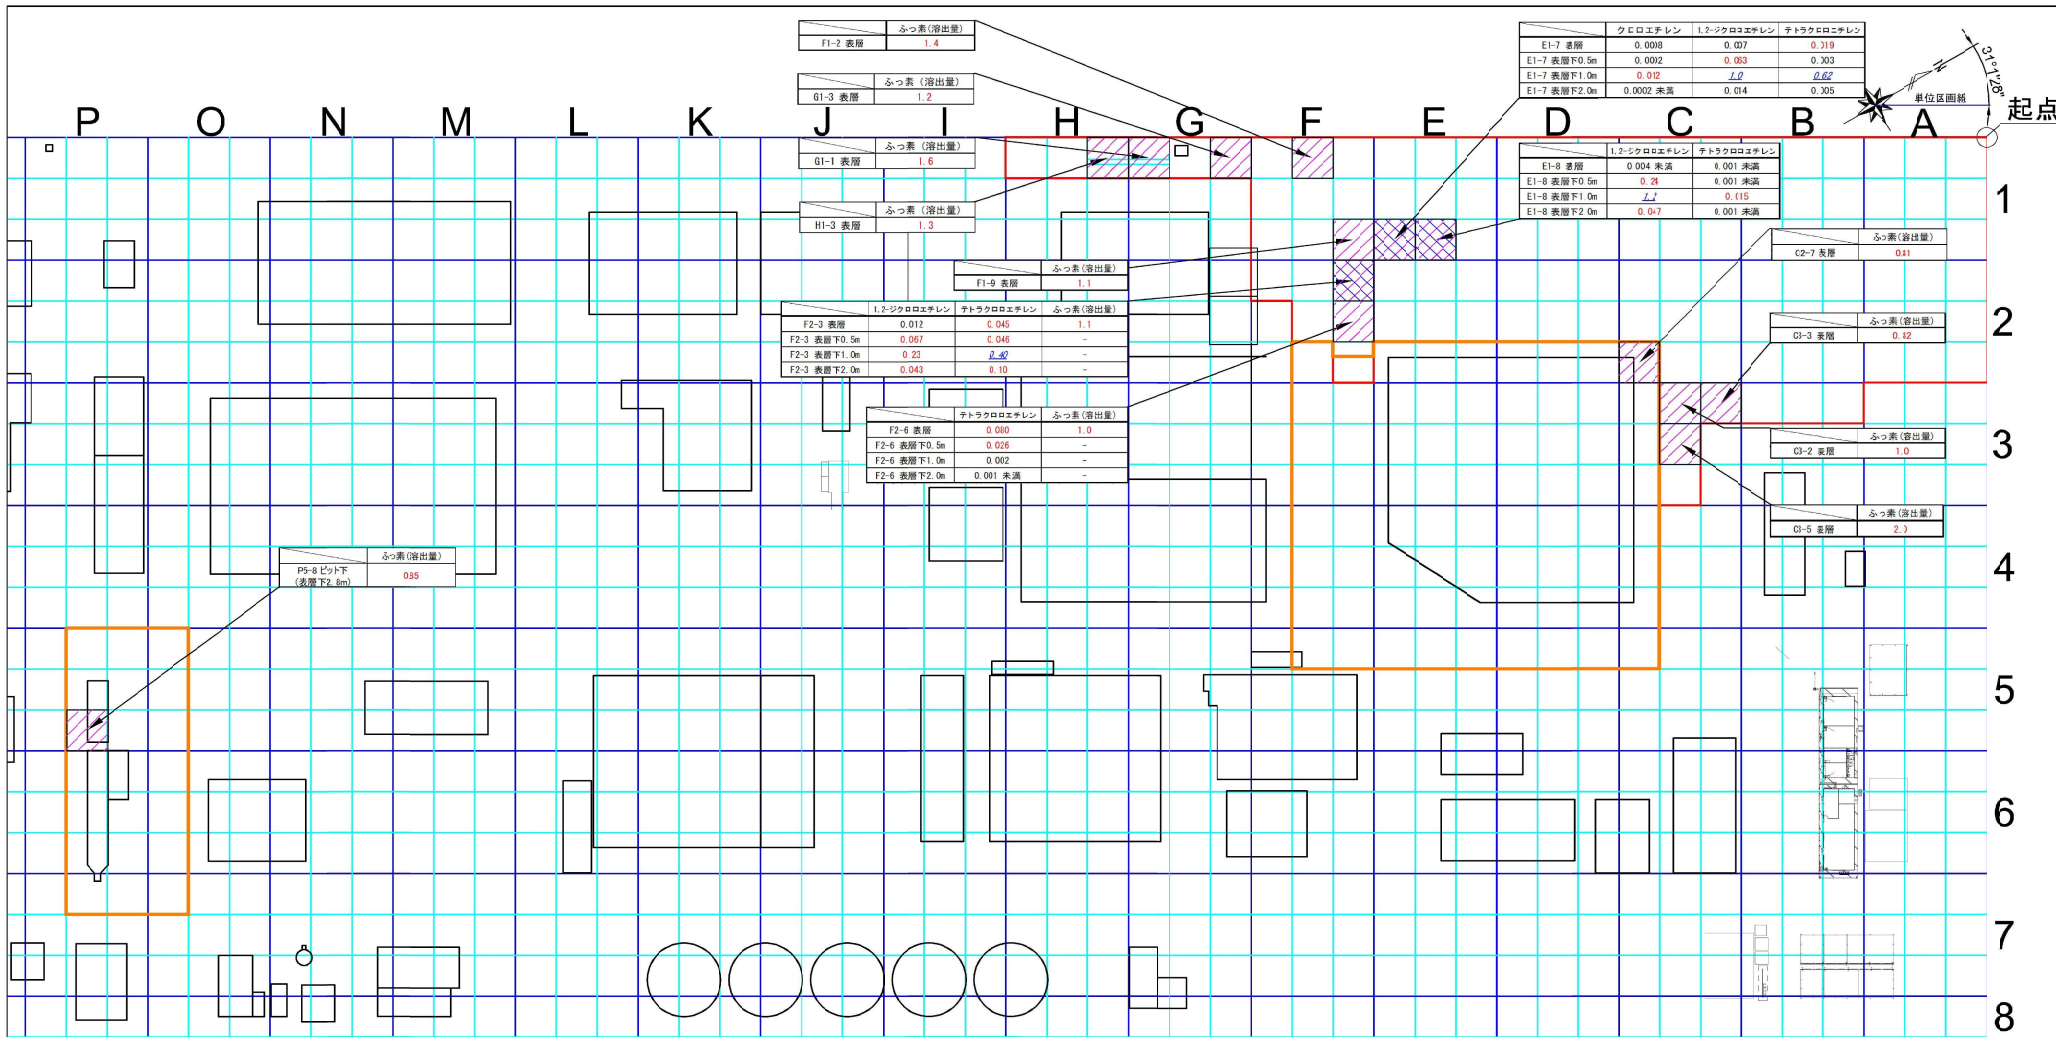 ふっ素(溶出量)
F1-2 表層 1.4
ふっ素 (溶出量)
G1-3 表層 1.2
ふっ素 (溶出量)
G1-1 表層 1.6
ふっ素 (溶出量)
H1-3 表層 1.3
クロロエチレン 1,2-ジクロロエチレン テトラクロロエチレン
E1-7 表層 0.0008 0.007 0.019
E1-7 表層下0.5m 0.0002 0.063 0.003
E1-7 表層下1.0m 0.012 1.0 0.62
E1-7 表層下2.0m 0.0002 未満 0.014 0.005
31°1'28"
N
単位区画線
起点
P O N M L K J I H G F E D C B A
1,2-ジクロロエチレン テトラクロロエチレン
E1-8 表層 0.004 未満 0.001 未満
E1-8 表層下0.5m 0.24 0.001 未満
E1-8 表層下1.0m 0.015
E1-8 表層下2.0m 0.047 0.001 未満
1
ふっ素(溶出量)
C2-7 表層
ふっ素(溶出量)
F1-9 表層 1.1
1,2-ジクロロエチレン テトラクロロエチレン ふっ素(溶出量)
F2-3 表層 0.012 0.045 1.1
F2-3 表層下0.5m 0.067 0.046 -
F2-3 表層下1.0m 0.23 0.40 -
F2-3 表層下2.0m 0.043 0.10 -
2
ふっ素(溶出量)
C3-3 表層
テトラクロロエチレン ふっ素(溶出量)
F2-6 表層 0.080 1.0
F2-6 表層下0.5m 0.026 -
F2-6 表層下1.0m 0.002 -
F2-6 表層下2.0m 0.001 未満 -
ふっ素(溶出量)
C3-2 表層 1.0
3
ふっ素(溶出量)
C3-5 表層
ふっ素(溶出量)
P5-8 ピット下
(表層下2.8m)
4
5
6
7
8